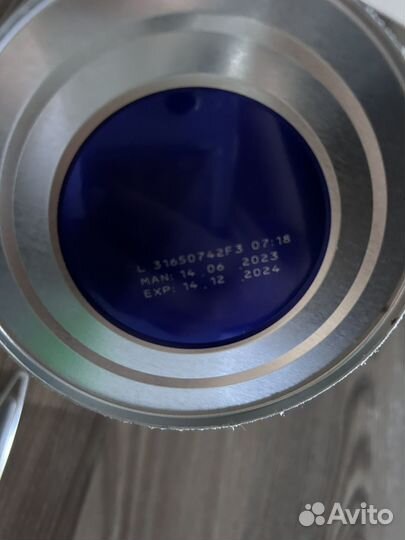 L 31650742F3 07:18
MAN: 14 . 06 . 2023
EXP: 14 . 12 . 2024
Avito